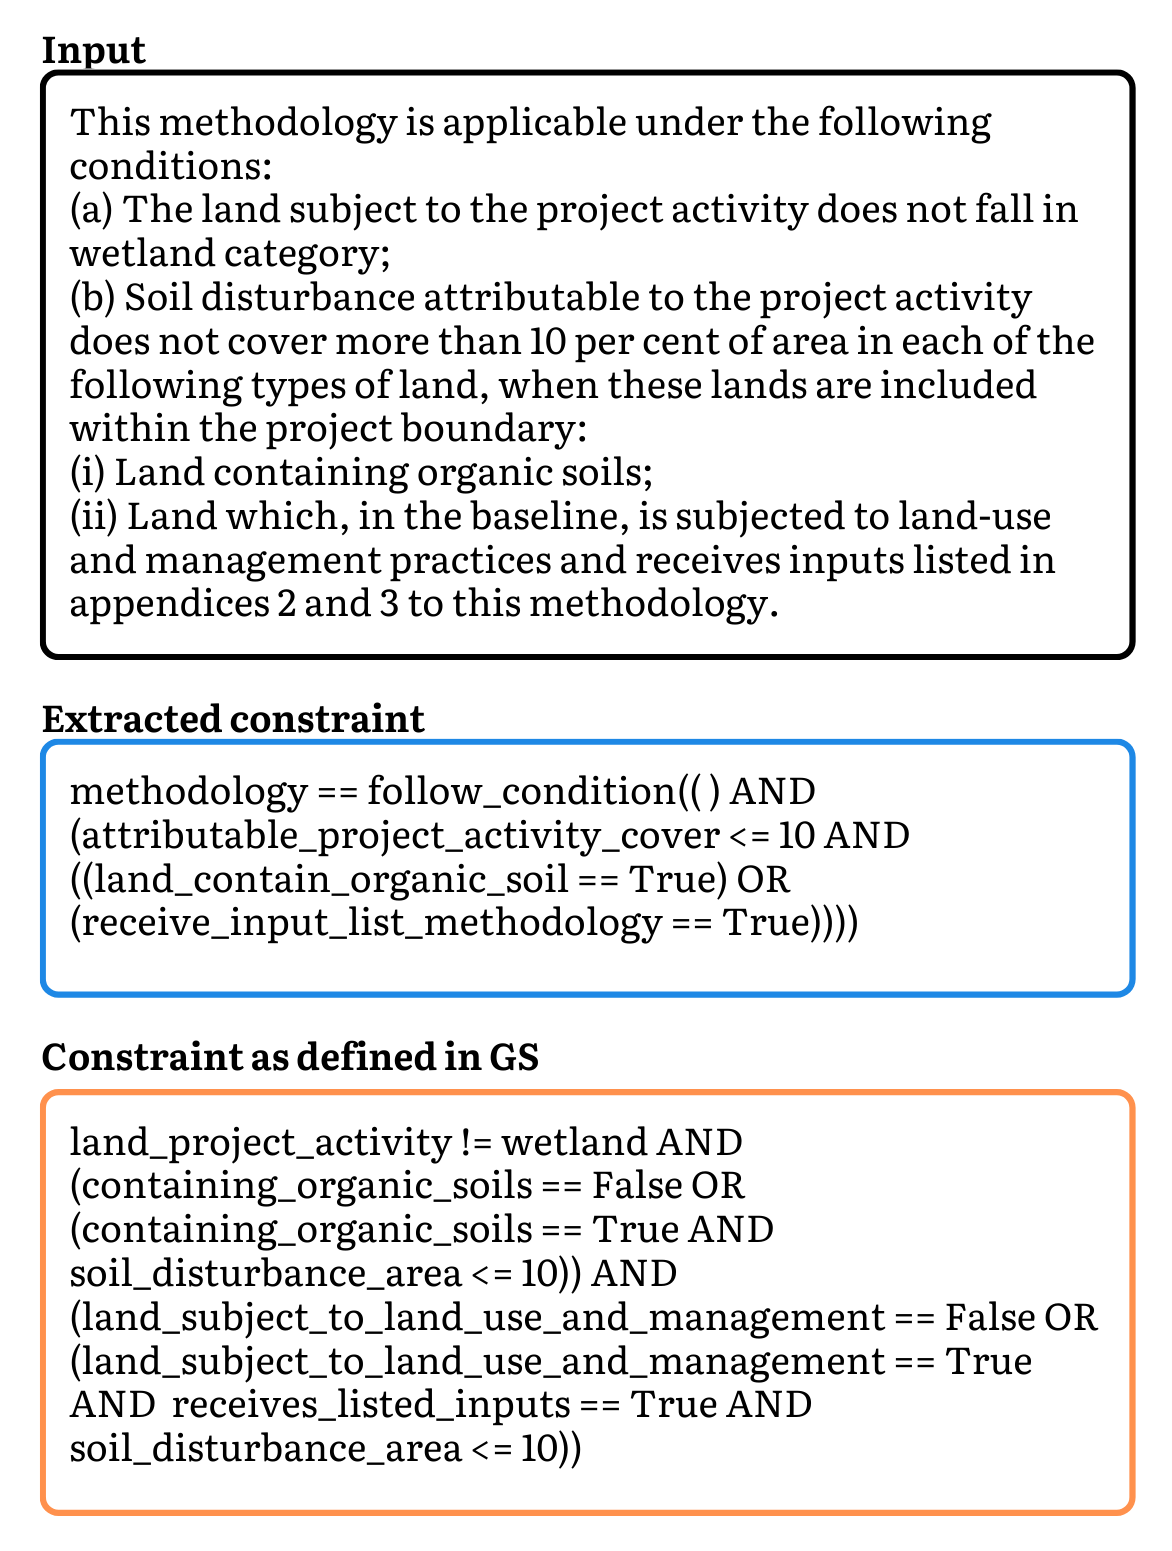 Input
This methodology is applicable under the following
conditions:
(a) The land subject to the project activity does not fall in
wetland category;
(b) Soil disturbance attributable to the project activity
does not cover more than 10 per cent of area in each of the
following types of land, when these lands are included
within the project boundary:
(i) Land containing organic soils;
(ii) Land which, in the baseline, is subjected to land-use
and management practices and receives inputs listed in
appendices 2 and 3 to this methodology.
Extracted constraint
methodology == follow_condition(( ) AND
(attributable_project_activity_cover <= 10 AND
((land_contain_organic_soil == True) OR
(receive_input_list_methodology == True))))
Constraint as defined in GS
land_project_activity != wetland AND
(containing_organic_soils == False OR
(containing_organic_soils == True AND
soil_disturbance_area <= 10)) AND
(land_subject_to_land_use_and_management == False OR
(land_subject_to_land_use_and_management == True
AND  receives_listed_inputs == True AND
soil_disturbance_area <= 10))